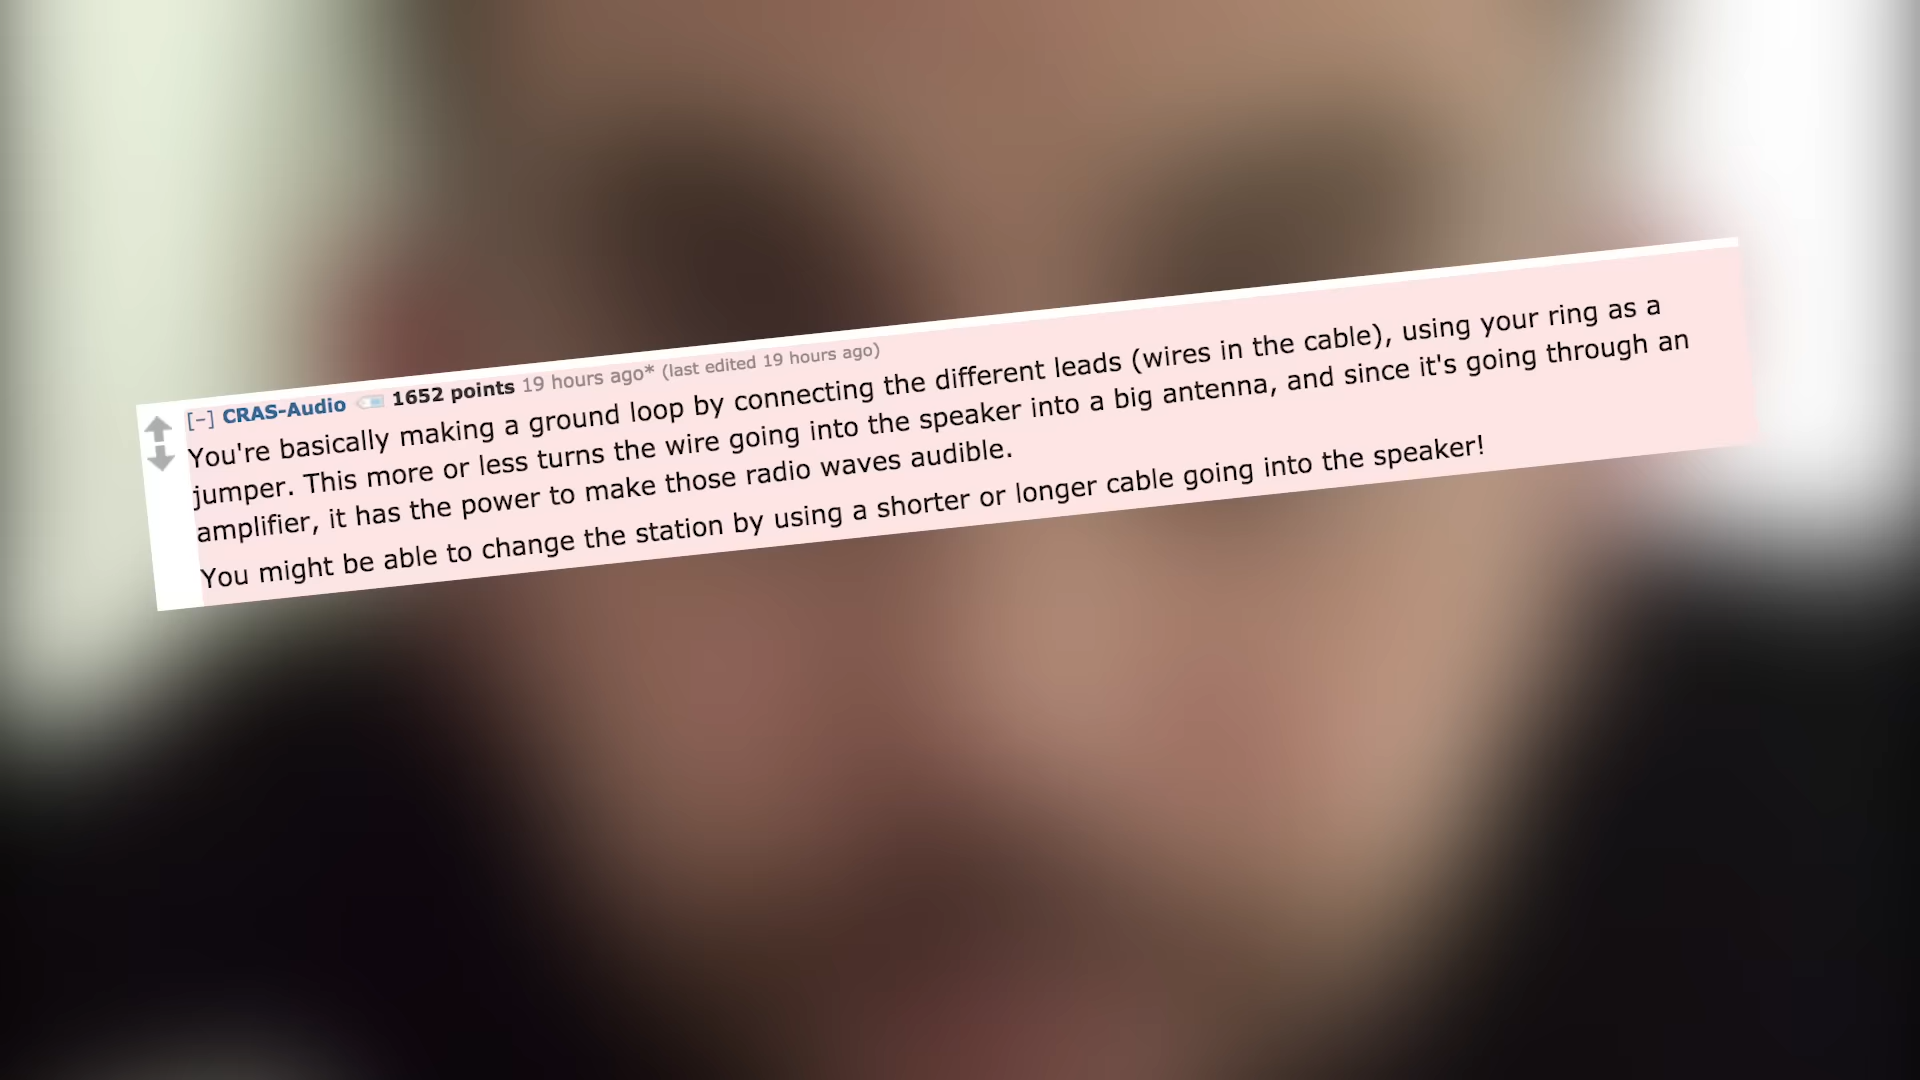 [–] CRAS-Audio 1652 points 19 hours ago* (last edited 19 hours ago)
You're basically making a ground loop by connecting the different leads (wires in the cable), using your ring as a
jumper. This more or less turns the wire going into the speaker into a big antenna, and since it's going through an
amplifier, it has the power to make those radio waves audible.
You might be able to change the station by using a shorter or longer cable going into the speaker!